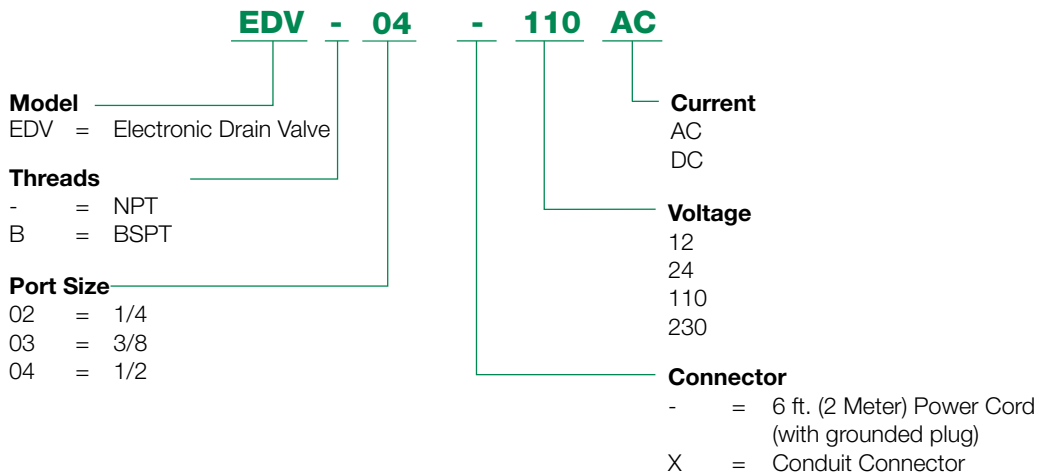 EDV - 04 - 110 AC
Model
EDV = Electronic Drain Valve
Threads
- = NPT
B = BSPT
Port Size
02 = 1/4
03 = 3/8
04 = 1/2
Current
AC
DC
Voltage
12
24
110
230
Connector
- = 6 ft. (2 Meter) Power Cord
(with grounded plug)
X = Conduit Connector